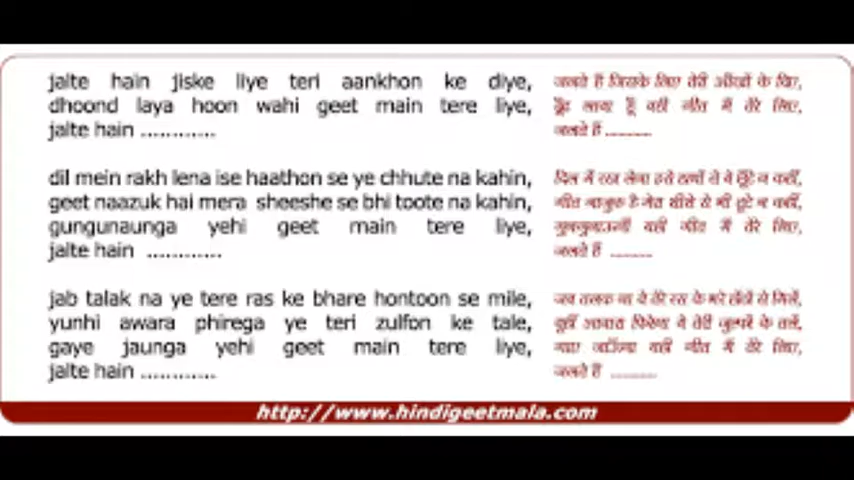 jalte hain jiske liye teri aankhon ke diye,
dhoond laya hoon wahi geet main tere liye,
jalte hain ............
dil mein rakh lena ise haathon se ye chhute na kahin,
geet naazuk hai mera sheeshe se bhi toote na kahin,
gungunaunga yehi geet main tere liye,
jalte hain ............
jab talak na ye tere ras ke bhare hontoon se mile,
yunhi awara phirega ye teri zulfon ke tale,
gaye jaunga yehi geet main tere liye,
jalte hain ............
जलते हैं जिसके लिए तेरी आँखों के दिए,
ढूँढ लाया हूँ वही गीत मैं तेरे लिए,
जलते हैं ............
दिल में रख लेना इसे हाथों से ये छूटे न कहीं,
गीत नाजुक है मेरा शीशे से भी टूटे न कहीं,
गुनगुनाऊँगा यही गीत मैं तेरे लिए,
जलते हैं ............
जब तलक ना ये तेरे रस के भरे होंठों से मिलें,
यूँही आवारा फिरेगा ये तेरी जुल्फों के तले,
गाए जाऊँगा यही गीत मैं तेरे लिए,
जलते हैं ............
http://www.hindigeetmala.com